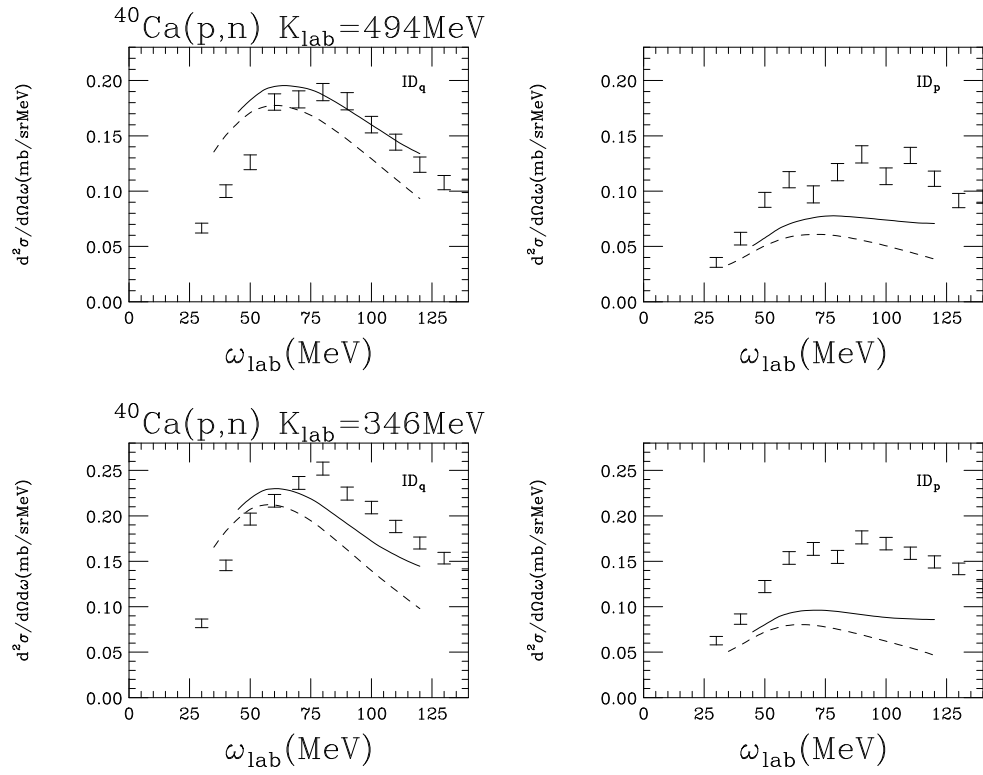 ⁴⁰Ca(p,n) K_lab=494MeV
d²σ/dΩdω(mb/srMeV)
0.20
0.15
0.10
0.05
0.00
ID_q
0 25 50 75 100 125
ω_lab(MeV)
d²σ/dΩdω(mb/srMeV)
0.20
0.15
0.10
0.05
0.00
ID_p
0 25 50 75 100 125
ω_lab(MeV)
⁴⁰Ca(p,n) K_lab=346MeV
d²σ/dΩdω(mb/srMeV)
0.25
0.20
0.15
0.10
0.05
0.00
ID_q
0 25 50 75 100 125
ω_lab(MeV)
d²σ/dΩdω(mb/srMeV)
0.25
0.20
0.15
0.10
0.05
0.00
ID_p
0 25 50 75 100 125
ω_lab(MeV)